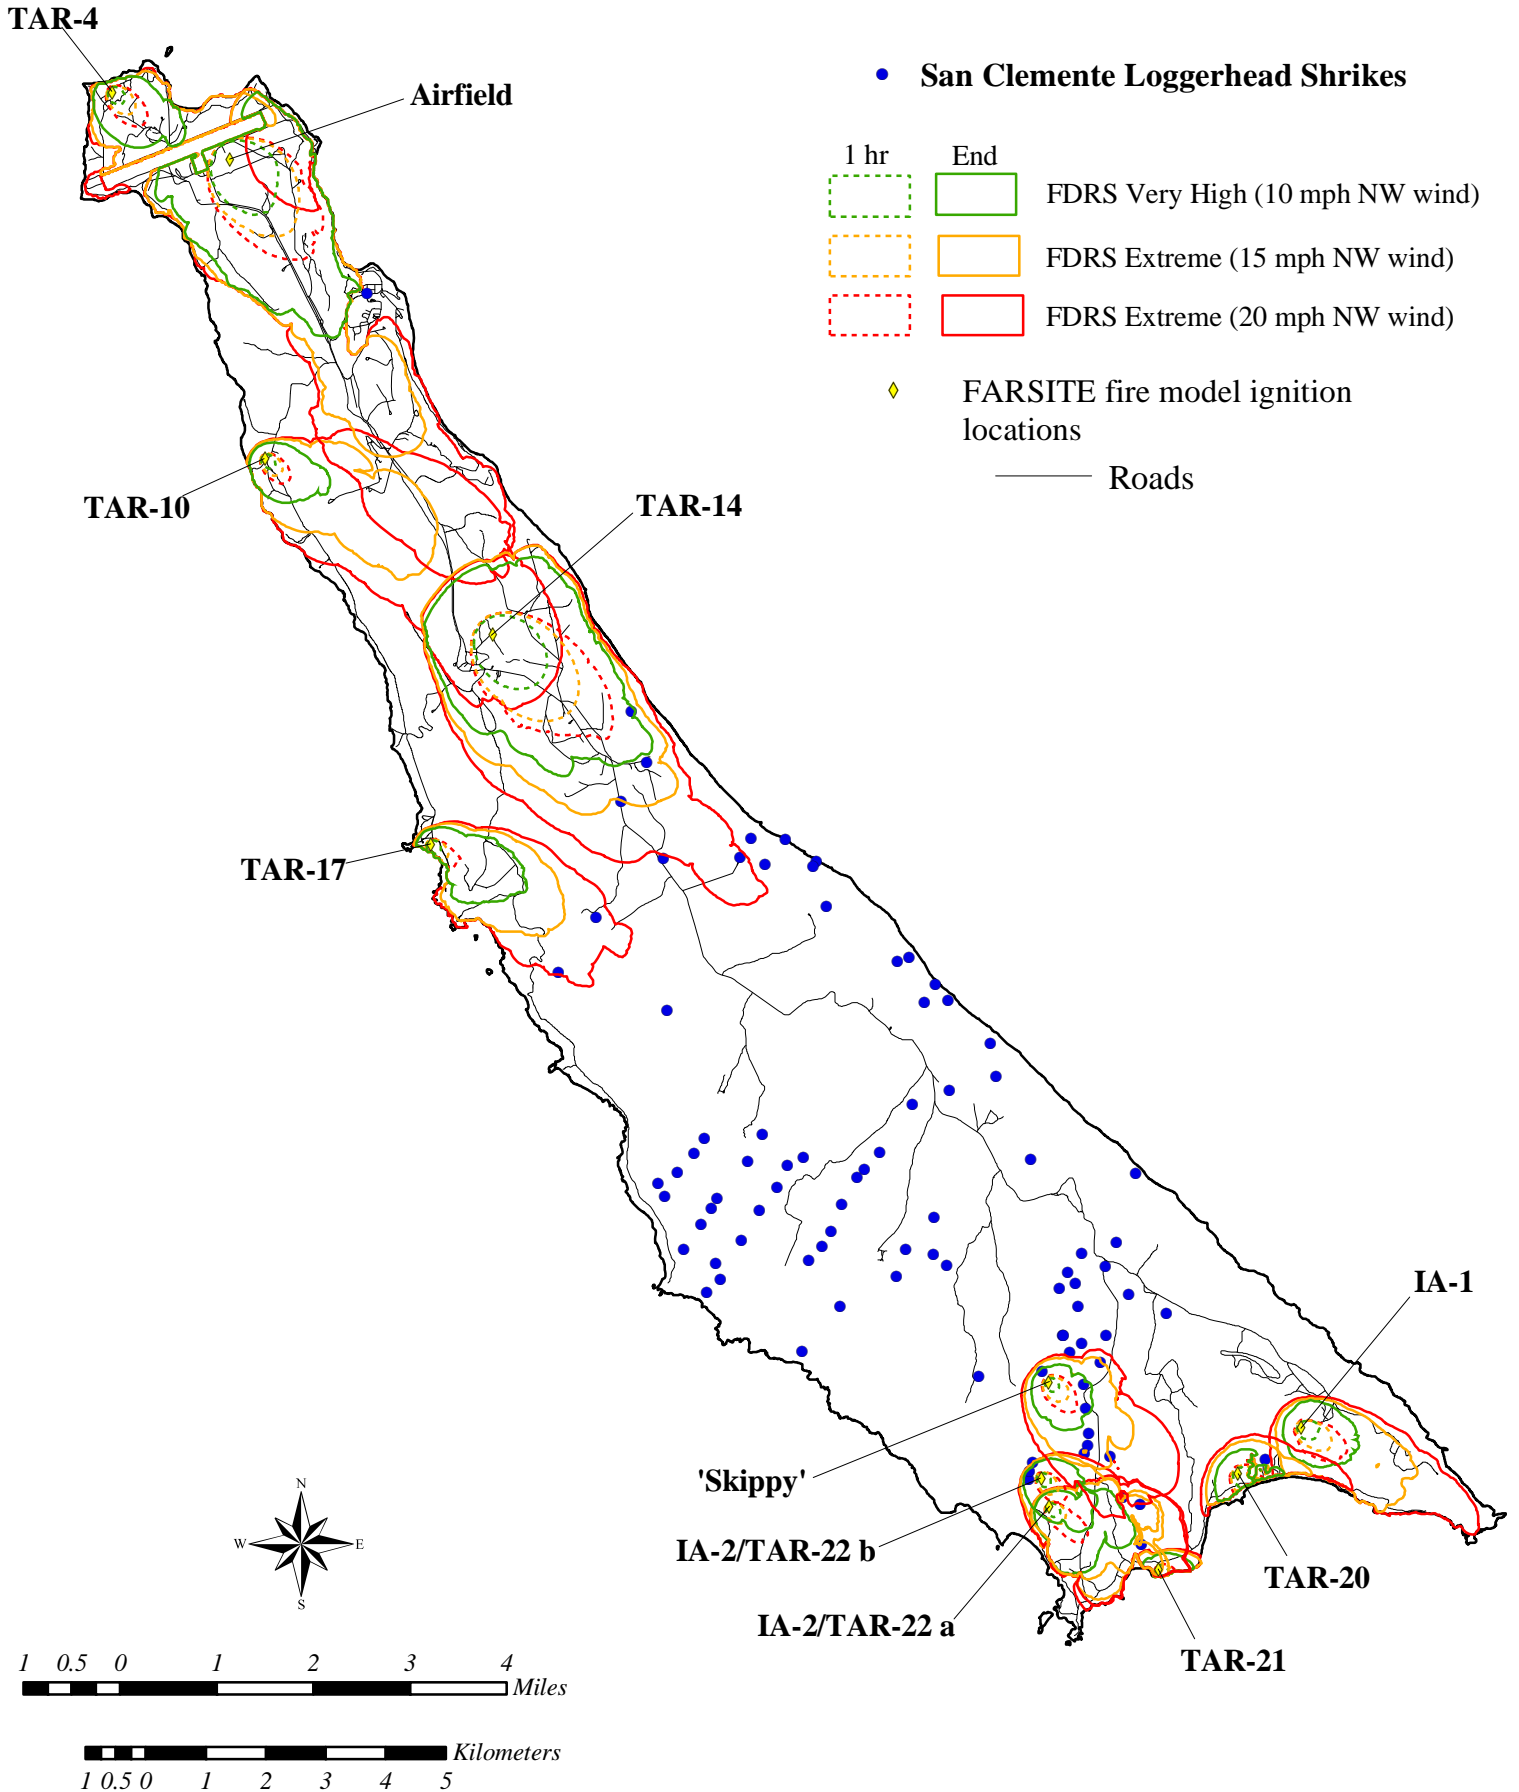 TAR-4
Airfield
San Clemente Loggerhead Shrikes
1 hr
End
FDRS Very High (10 mph NW wind)
FDRS Extreme (15 mph NW wind)
FDRS Extreme (20 mph NW wind)
FARSITE fire model ignition
locations
Roads
TAR-10
TAR-14
TAR-17
IA-1
'Skippy'
IA-2/TAR-22 b
IA-2/TAR-22 a
TAR-20
TAR-21
N
W
E
S
1 0.5 0 1 2 3 4
Miles
Kilometers
1 0.5 0 1 2 3 4 5